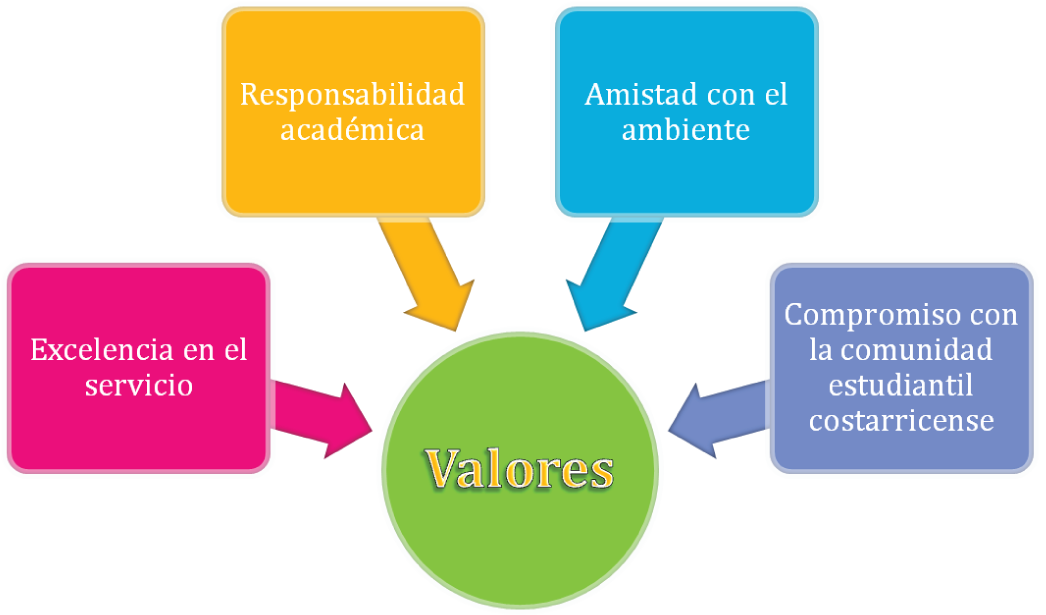 Responsabilidad
académica
Amistad con el
ambiente
Excelencia en el
servicio
Compromiso con
la comunidad
estudiantil
costarricense
Valores